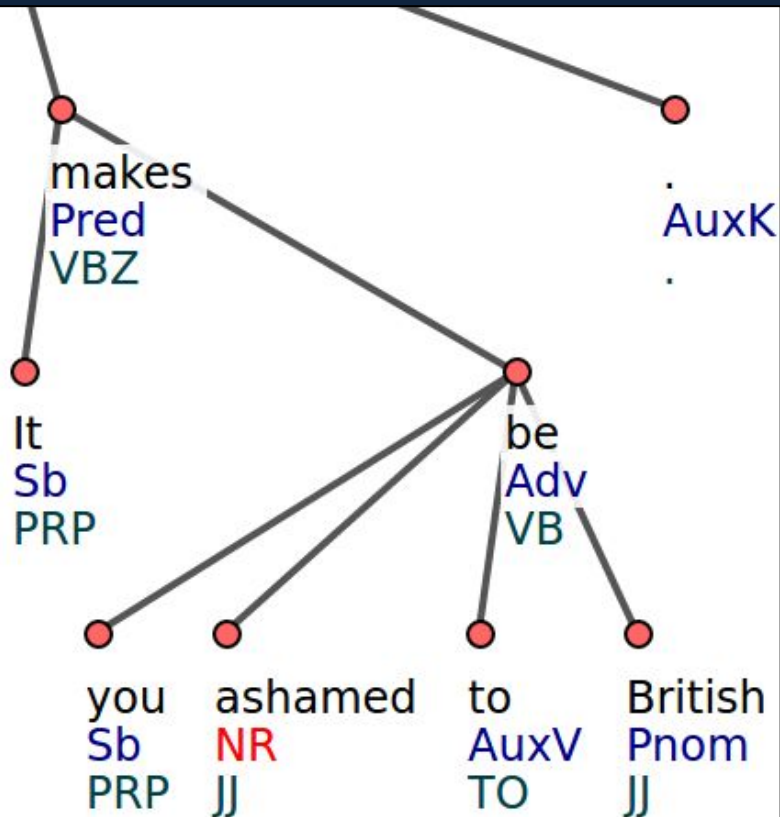 makes
Pred
VBZ
.
AuxK
.
It
Sb
PRP
be
Adv
VB
you
Sb
PRP
ashamed
NR
JJ
to
AuxV
TO
British
Pnom
JJ